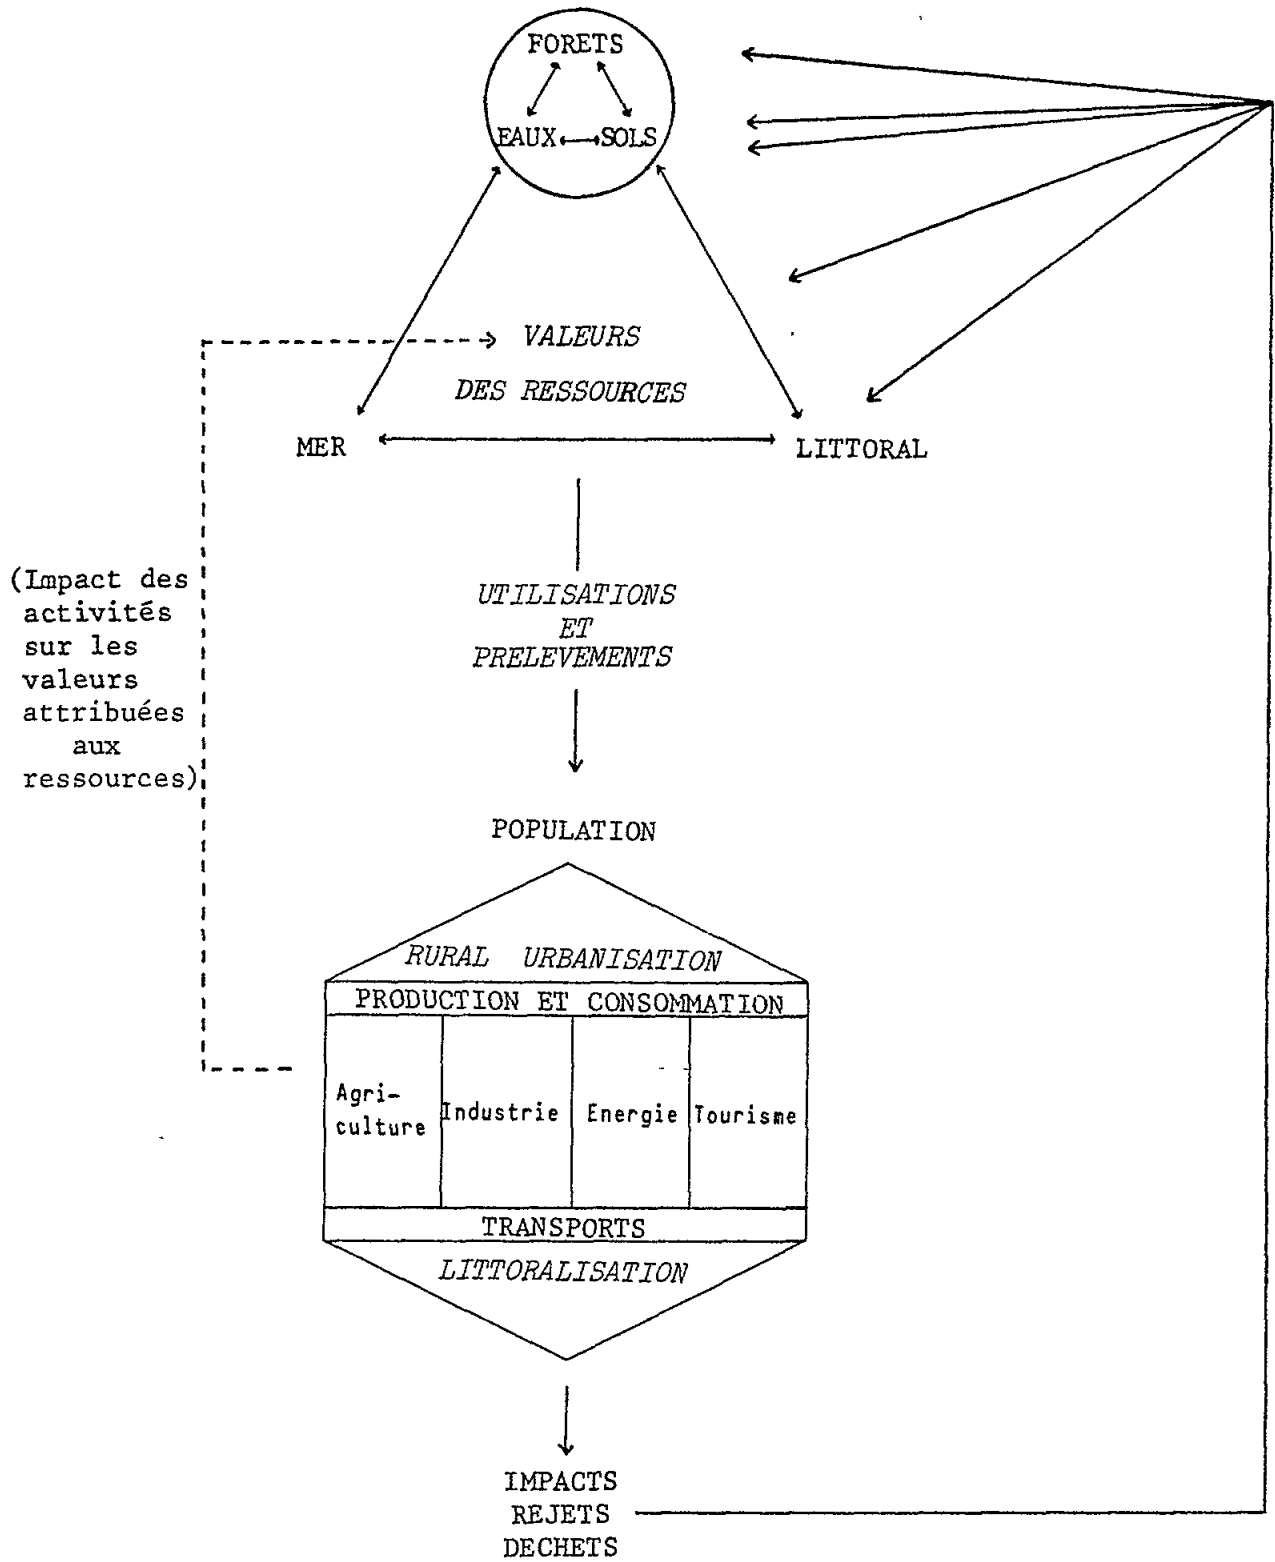 FORETS
EAUX SOLS
VALEURS
DES RESSOURCES
MER LITTORAL
(Impact des
activités
sur les
valeurs
attribuées
aux
ressources)
UTILISATIONS
ET
PRELEVEMENTS
POPULATION
RURAL URBANISATION
PRODUCTION ET CONSOMMATION
Agri-
culture
Industrie
Energie
Tourisme
TRANSPORTS
LITTORALISATION
IMPACTS
REJETS
DECHETS